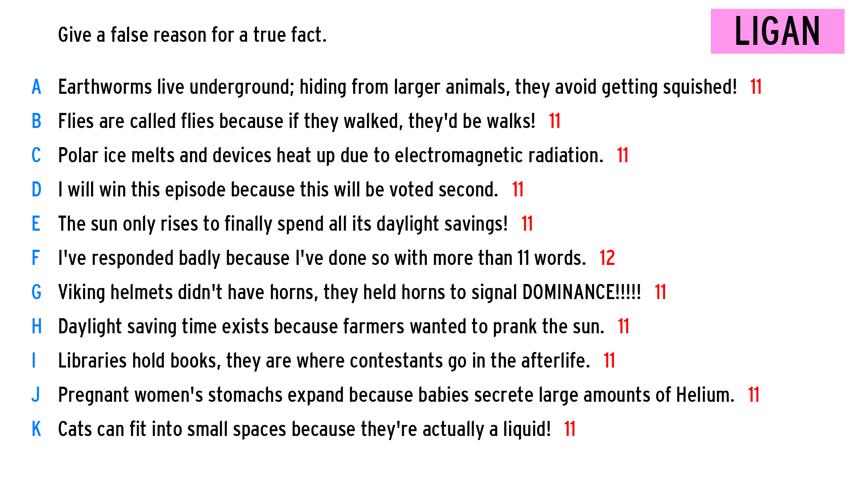 Give a false reason for a true fact.
LIGAN
A Earthworms live underground; hiding from larger animals, they avoid getting squished! 11
B Flies are called flies because if they walked, they'd be walks! 11
C Polar ice melts and devices heat up due to electromagnetic radiation. 11
D I will win this episode because this will be voted second. 11
E The sun only rises to finally spend all its daylight savings! 11
F I've responded badly because I've done so with more than 11 words. 12
G Viking helmets didn't have horns, they held horns to signal DOMINANCE!!!!! 11
H Daylight saving time exists because farmers wanted to prank the sun. 11
I Libraries hold books, they are where contestants go in the afterlife. 11
J Pregnant women's stomachs expand because babies secrete large amounts of Helium. 11
K Cats can fit into small spaces because they're actually a liquid! 11